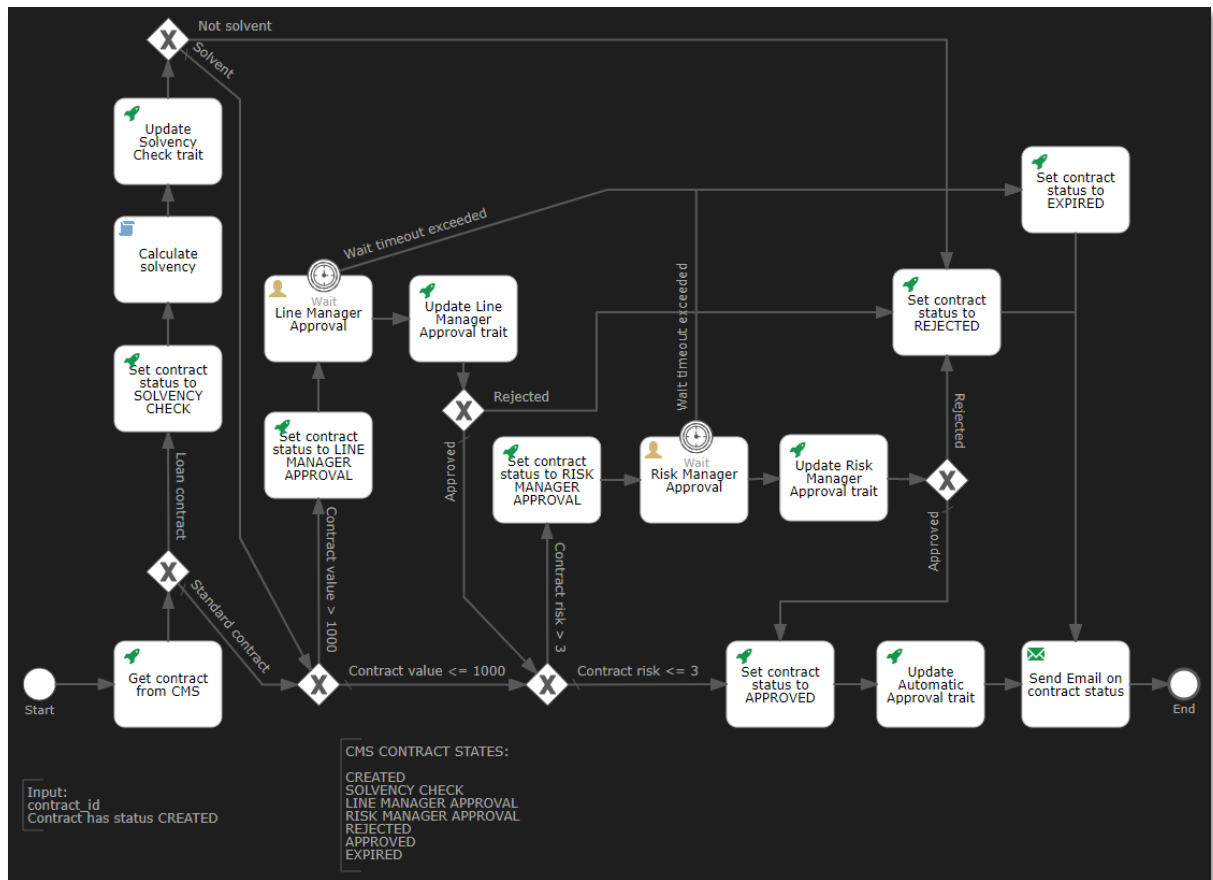 Not solvent
Solvent
Update
Solvency
Check trait
Set contract
status to
EXPIRED
Wait timeout exceeded
Calculate
solvency
Wait
Line Manager
Approval
Update Line
Manager
Approval trait
Set contract
status to
REJECTED
Wait timeout exceeded
Set contract
status to
SOLVENCY
CHECK
Rejected
Rejected
Set contract
status to LINE
MANAGER
APPROVAL
Approved
Set contract
status to RISK
MANAGER
APPROVAL
Wait
Risk Manager
Approval
Update Risk
Manager
Approval trait
Loan contract
Approved
Contract value > 1000
Contract risk > 3
Standard contract
Start
Get contract
from CMS
Contract value <= 1000
Contract risk <= 3
Set contract
status to
APPROVED
Update
Automatic
Approval trait
Send Email on
contract status
End
Input:
contract_id
Contract has status CREATED
CMS CONTRACT STATES:
CREATED
SOLVENCY CHECK
LINE MANAGER APPROVAL
RISK MANAGER APPROVAL
REJECTED
APPROVED
EXPIRED